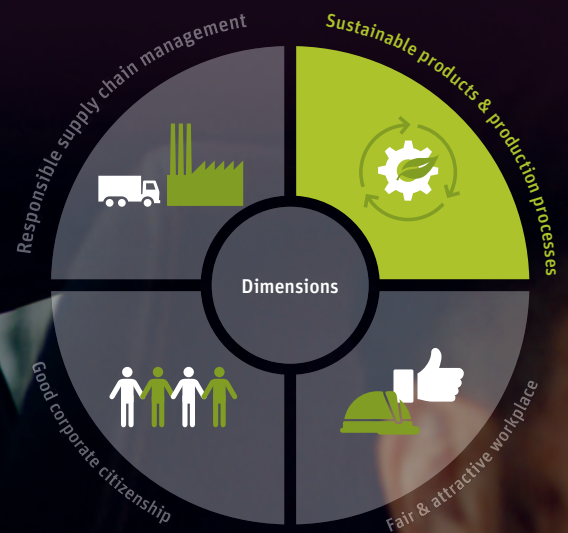 Responsible supply chain management
Sustainable products & production processes
Dimensions
Good corporate citizenship
Fair & attractive workplace